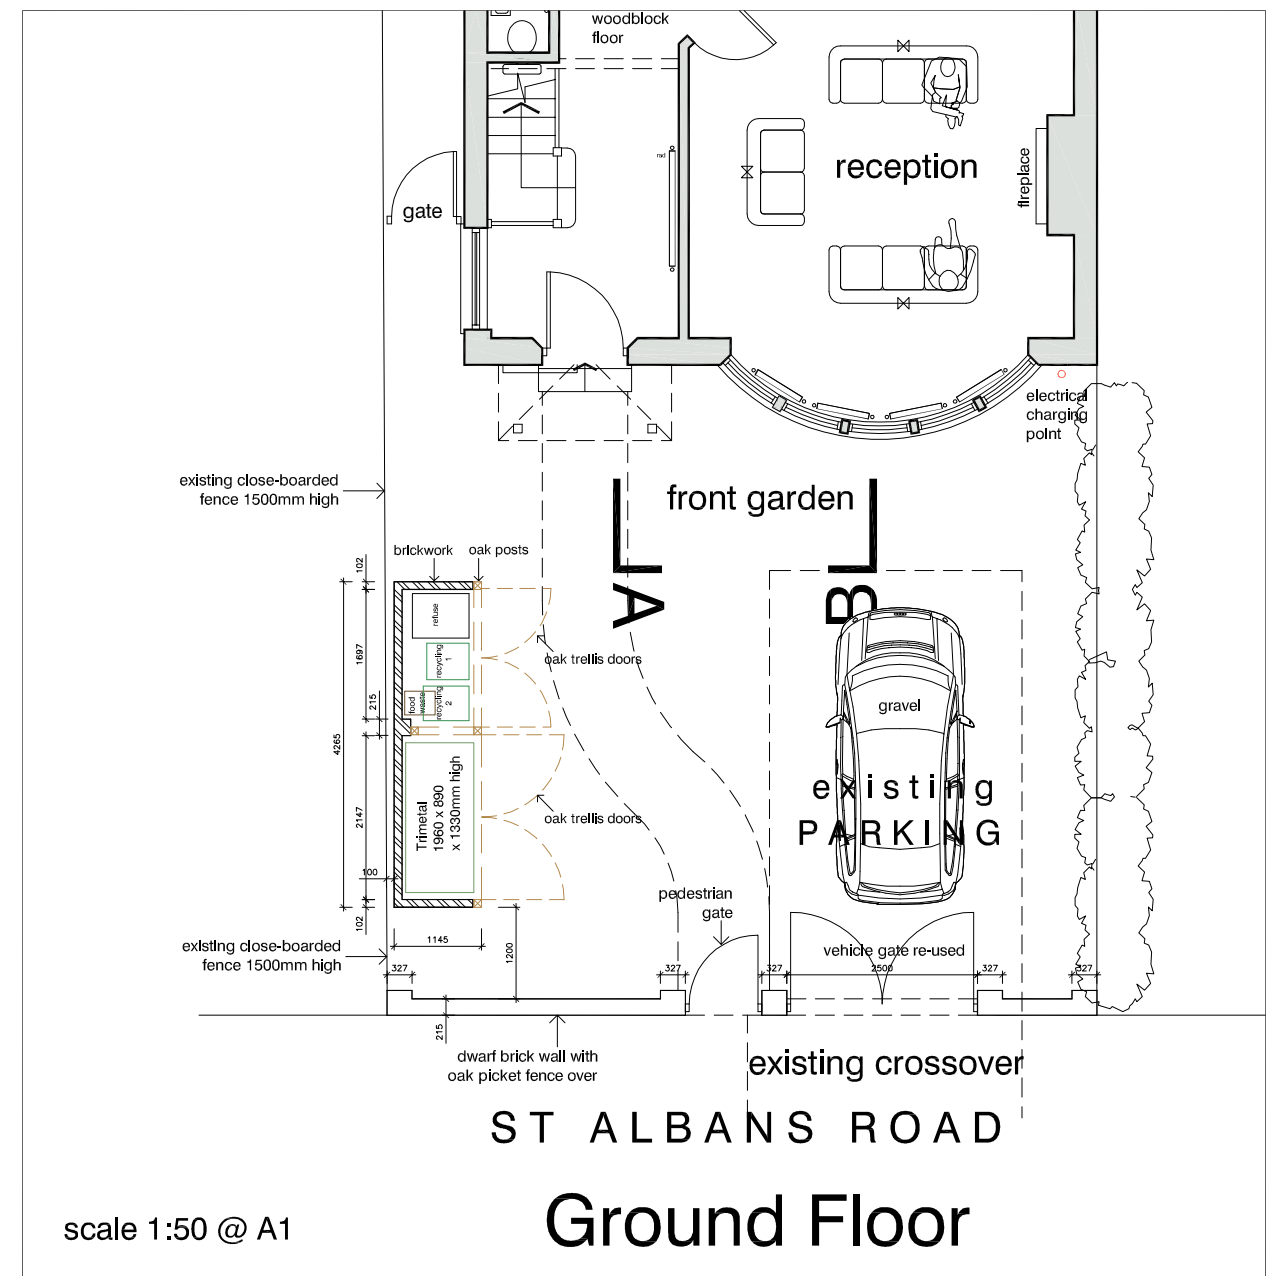 woodblock
floor
rad
reception
fireplace
gate
electrical
charging
point
existing close-boarded
fence 1500mm high
front garden
brickwork
oak posts
102
A
B
refuse
1697
recycling
1
oak trellis doors
215
food
waste
recycling
2
gravel
4265
existing
PARKING
Trimetal
1960 x 890
x 1330mm high
oak trellis doors
2147
100
pedestrian
gate
102
1145
1200
existing close-boarded
fence 1500mm high
vehicle gate re-used
327
327
327
2500
327
327
215
dwarf brick wall with
oak picket fence over
existing crossover
ST ALBANS ROAD
Ground Floor
scale 1:50 @ A1